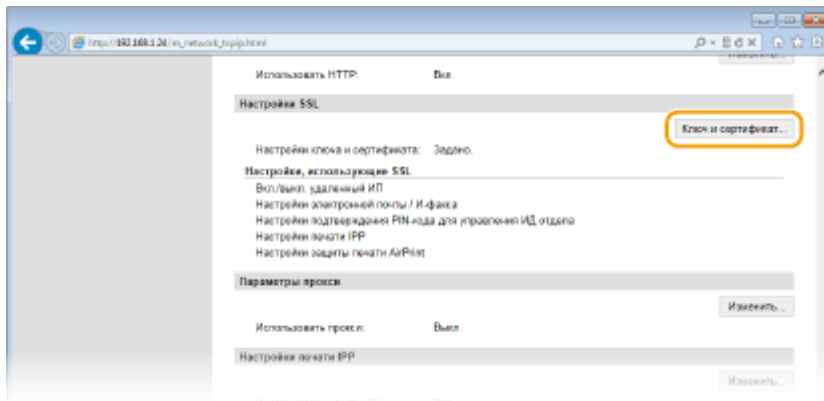 http://192.168.1.24/m_network_tcpip.html
Использовать HTTP: Вкл.
Настройки SSL
Ключ и сертификат...
Настройки ключа и сертификата: Задано.
Настройки, использующие SSL
Вкл./выкл. удаленный ИП
Настройки электронной почты / И-факса
Настройки подтверждения PIN-кода для управления ИД отдела
Настройки печати IPP
Настройки защиты печати AirPrint
Параметры прокси
Изменить...
Использовать прокси: Выкл.
Настройки печати IPP
Изменить...